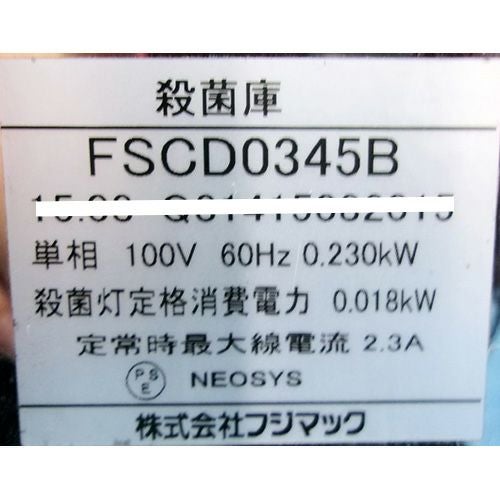 殺菌庫
FSCD0345B
単相 100V 60Hz 0.230kW
殺菌灯定格消費電力 0.018kW
定常時最大線電流 2.3A
PSE NEOSYS
株式会社フジマック